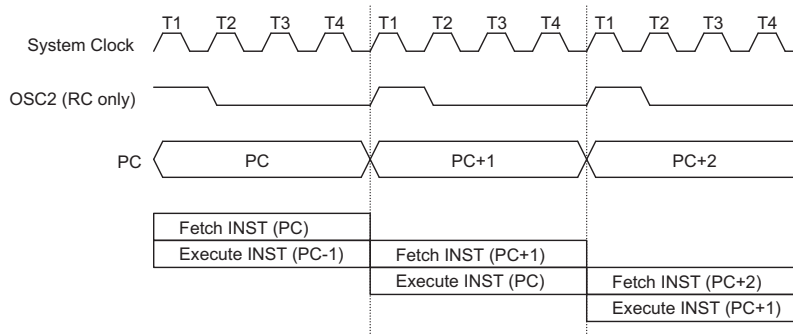 T1 T2 T3 T4 T1 T2 T3 T4 T1 T2 T3 T4
System Clock
OSC2 (RC only)
PC PC PC+1 PC+2
Fetch INST (PC)
Execute INST (PC-1) Fetch INST (PC+1)
Execute INST (PC) Fetch INST (PC+2)
Execute INST (PC+1)